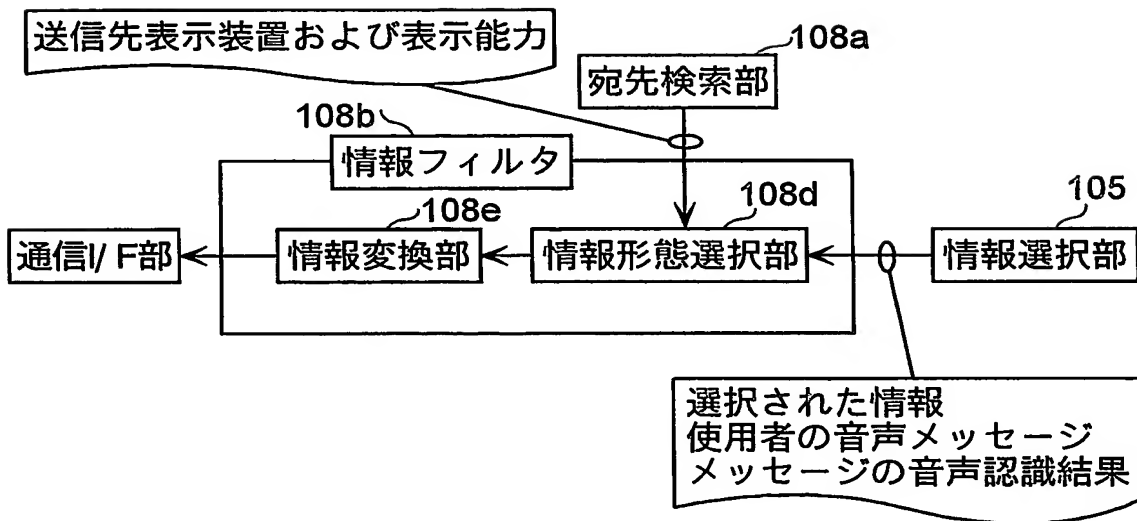 送信先表示装置および表示能力
108a
宛先検索部
108b
情報フィルタ
108e
108d
105
通信I/F部
情報変換部
情報形態選択部
情報選択部
選択された情報
使用者の音声メッセージ
メッセージの音声認識結果